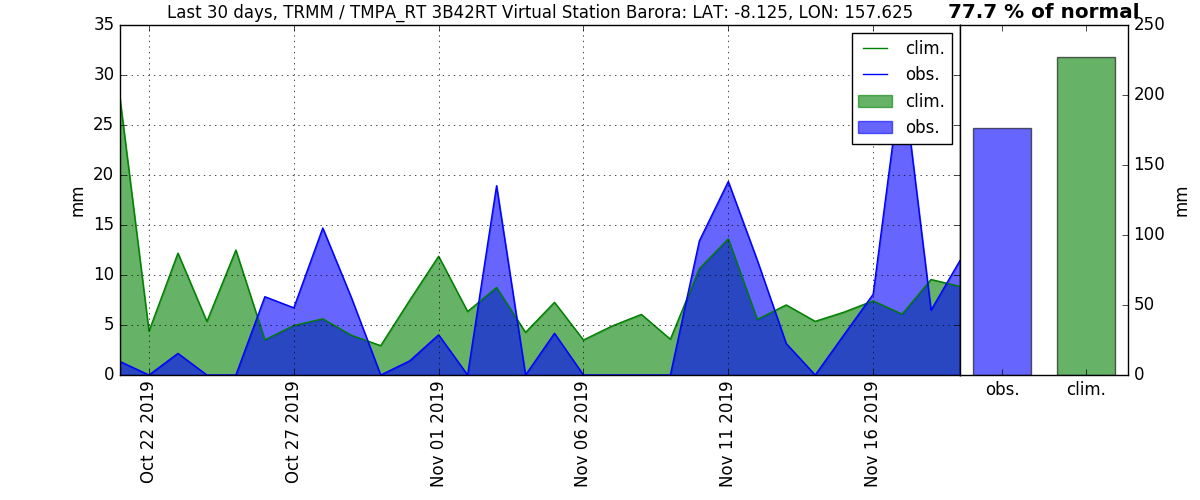 Last 30 days, TRMM / TMPA_RT 3B42RT Virtual Station Barora: LAT: -8.125, LON: 157.625
77.7 % of normal
35
30
25
20
15
10
5
0
mm
clim.
obs.
clim.
obs.
Oct 22 2019
Oct 27 2019
Nov 01 2019
Nov 06 2019
Nov 11 2019
Nov 16 2019
obs.
clim.
250
200
150
100
50
0
mm